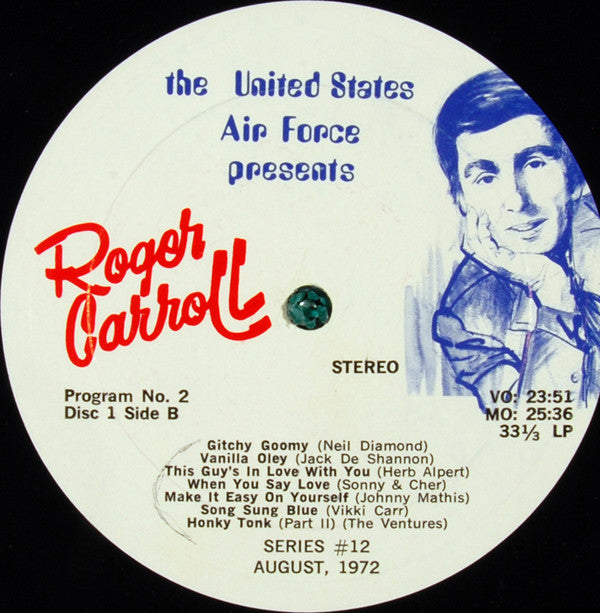 the United States
Air Force
presents
Roger
Carroll
STEREO
Program No. 2
Disc 1 Side B
VO: 23:51
MO: 25:36
33⅓ LP
Gitchy Goomy (Neil Diamond)
Vanilla Oley (Jack De Shannon)
This Guy's In Love With You (Herb Alpert)
When You Say Love (Sonny & Cher)
Make It Easy On Yourself (Johnny Mathis)
Song Sung Blue (Vikki Carr)
Honky Tonk (Part II) (The Ventures)
SERIES #12
AUGUST, 1972